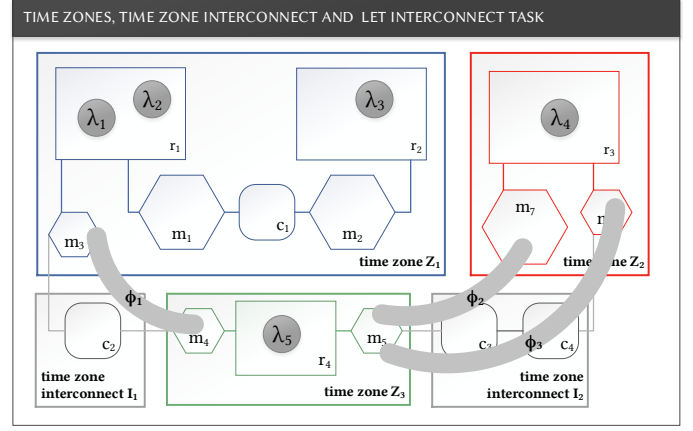 TIME ZONES, TIME ZONE INTERCONNECT AND LET INTERCONNECT TASK
λ1
λ2
r1
λ3
r2
λ4
r3
m3
m1
c1
m2
m7
time zone Z1
ϕ1
ϕ2
c2
m4
λ5
r4
m5
c3
ϕ3
c4
time zone
interconnect I1
time zone Z3
time zone
interconnect I2